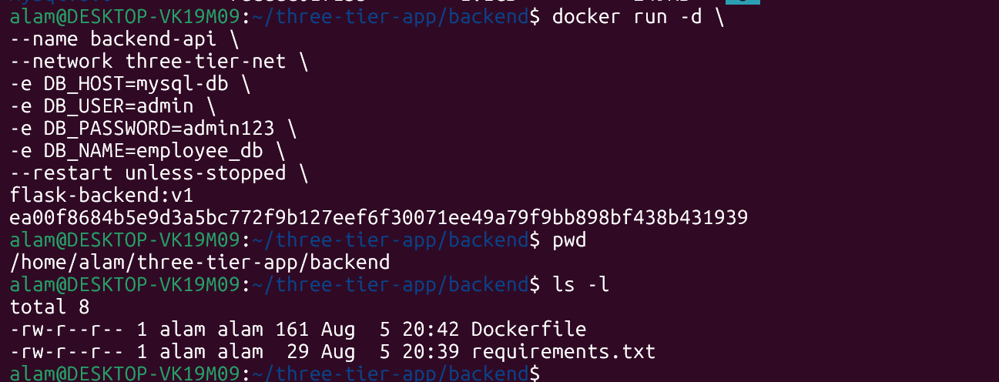 alam@DESKTOP-VK19M09:~/three-tier-app/backend$ docker run -d \
--name backend-api \
--network three-tier-net \
-e DB_HOST=mysql-db \
-e DB_USER=admin \
-e DB_PASSWORD=admin123 \
-e DB_NAME=employee_db \
--restart unless-stopped \
flask-backend:v1
ea00f8684b5e9d3a5bc772f9b127eef6f30071ee49a79f9bb898bf438b431939
alam@DESKTOP-VK19M09:~/three-tier-app/backend$ pwd
/home/alam/three-tier-app/backend
alam@DESKTOP-VK19M09:~/three-tier-app/backend$ ls -l
total 8
-rw-r--r-- 1 alam alam 161 Aug  5 20:42 Dockerfile
-rw-r--r-- 1 alam alam  29 Aug  5 20:39 requirements.txt
alam@DESKTOP-VK19M09:~/three-tier-app/backend$